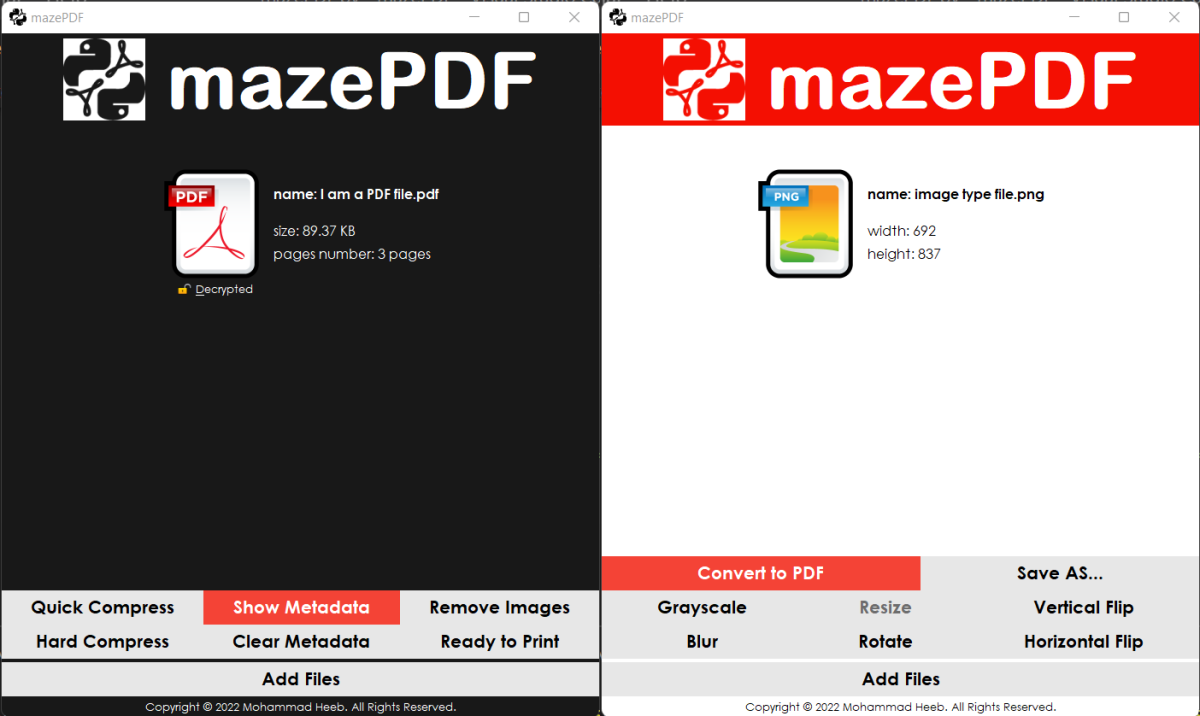 mazePDF
mazePDF
PDF
name: I am a PDF file.pdf
size: 89.37 KB
pages number: 3 pages
Decrypted
Quick Compress Show Metadata Remove Images
Hard Compress Clear Metadata Ready to Print
Add Files
Copyright © 2022 Mohammad Heeb. All Rights Reserved.
mazePDF
mazePDF
PNG
name: image type file.png
width: 692
height: 837
Convert to PDF Save AS...
Grayscale Resize Vertical Flip
Blur Rotate Horizontal Flip
Add Files
Copyright © 2022 Mohammad Heeb. All Rights Reserved.